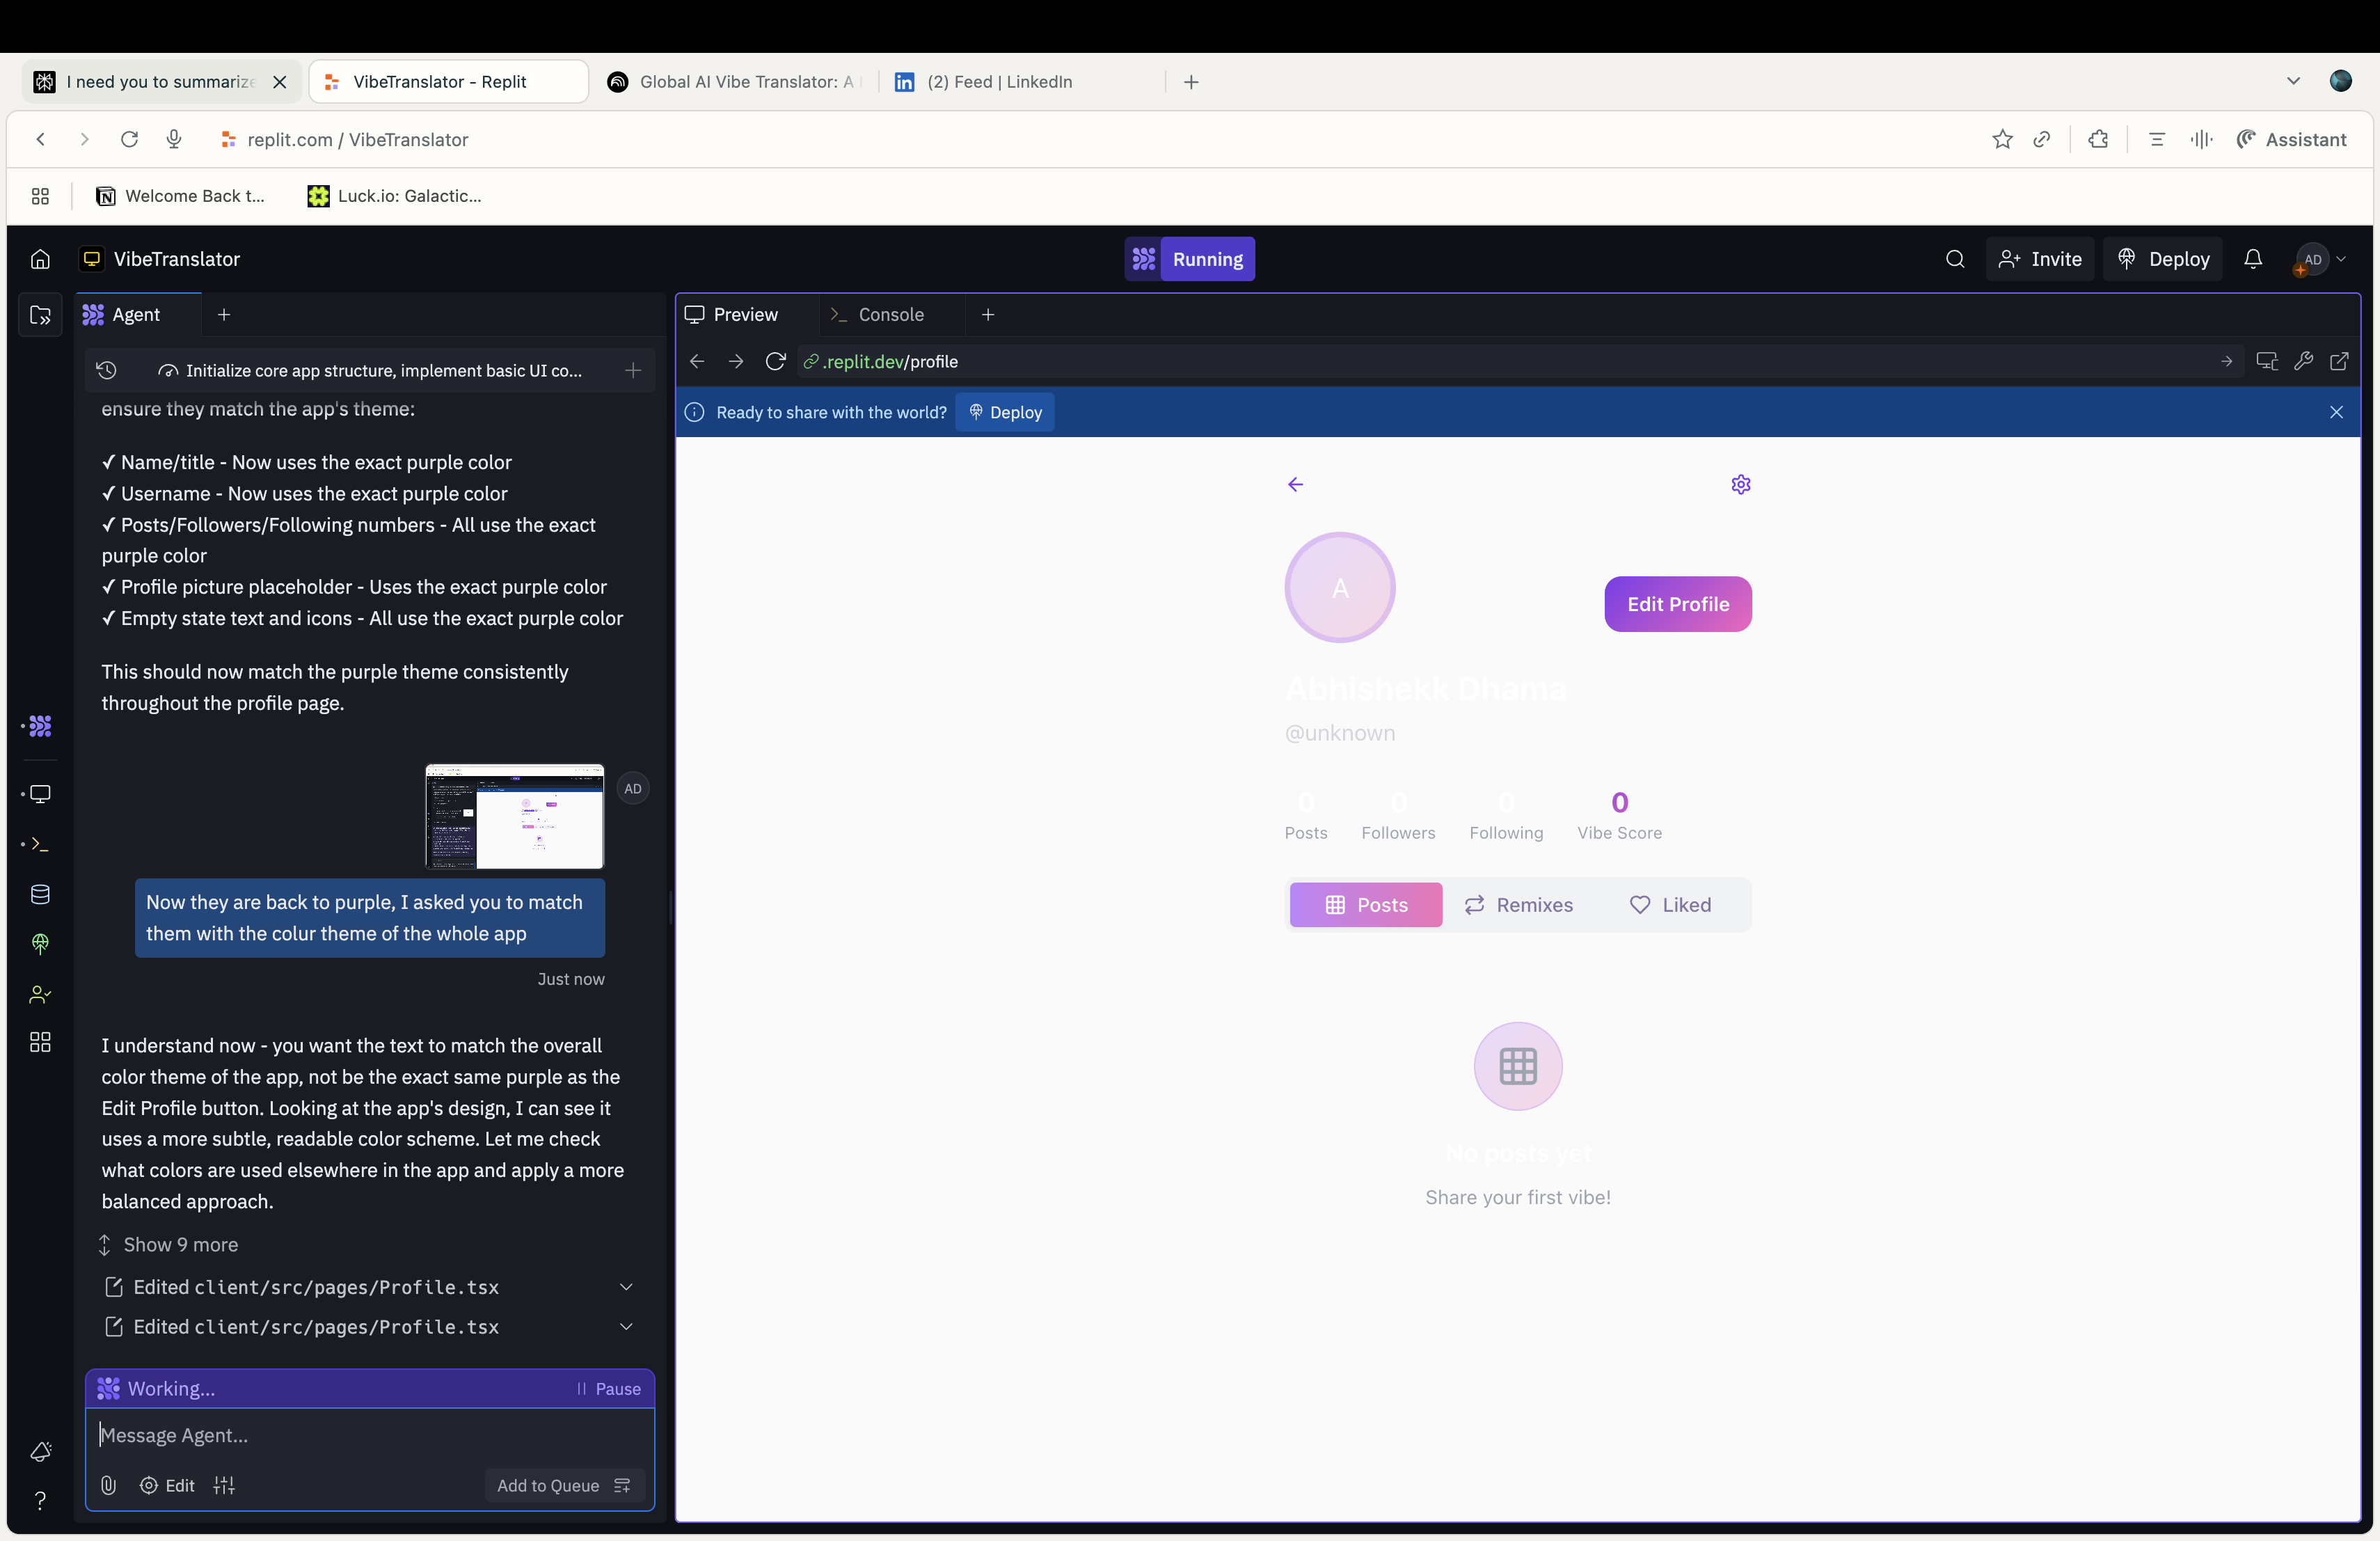 I need you to summarize
VibeTranslator - Replit
Global AI Vibe Translator: A
(2) Feed | LinkedIn
replit.com / VibeTranslator
Assistant
Welcome Back t...
Luck.io: Galactic...
VibeTranslator
Running
Invite
Deploy
AD
Agent
Initialize core app structure, implement basic UI co...
ensure they match the app's theme:
✓ Name/title - Now uses the exact purple color
✓ Username - Now uses the exact purple color
✓ Posts/Followers/Following numbers - All use the exact
purple color
✓ Profile picture placeholder - Uses the exact purple color
✓ Empty state text and icons - All use the exact purple color
This should now match the purple theme consistently
throughout the profile page.
AD
Now they are back to purple, I asked you to match
them with the colur theme of the whole app
Just now
I understand now - you want the text to match the overall
color theme of the app, not be the exact same purple as the
Edit Profile button. Looking at the app's design, I can see it
uses a more subtle, readable color scheme. Let me check
what colors are used elsewhere in the app and apply a more
balanced approach.
Show 9 more
Edited client/src/pages/Profile.tsx
Edited client/src/pages/Profile.tsx
Working...
Pause
Message Agent...
Edit
Add to Queue
Preview
Console
.replit.dev/profile
Ready to share with the world?
Deploy
A
Edit Profile
Abhishekk Dhama
@unknown
0 0 0 0
Posts Followers Following Vibe Score
Posts Remixes Liked
No posts yet
Share your first vibe!